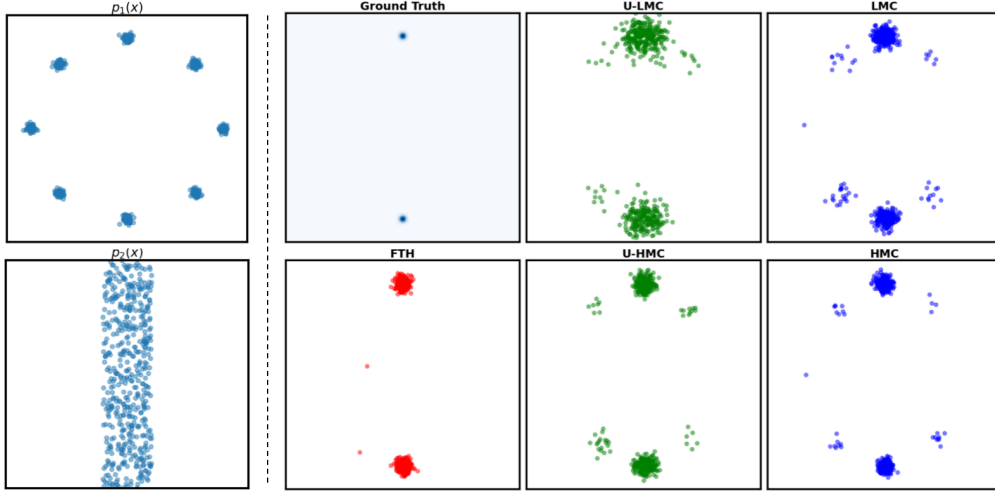 p₁(x)
Ground Truth
U-LMC
LMC
p₂(x)
FTH
U-HMC
HMC